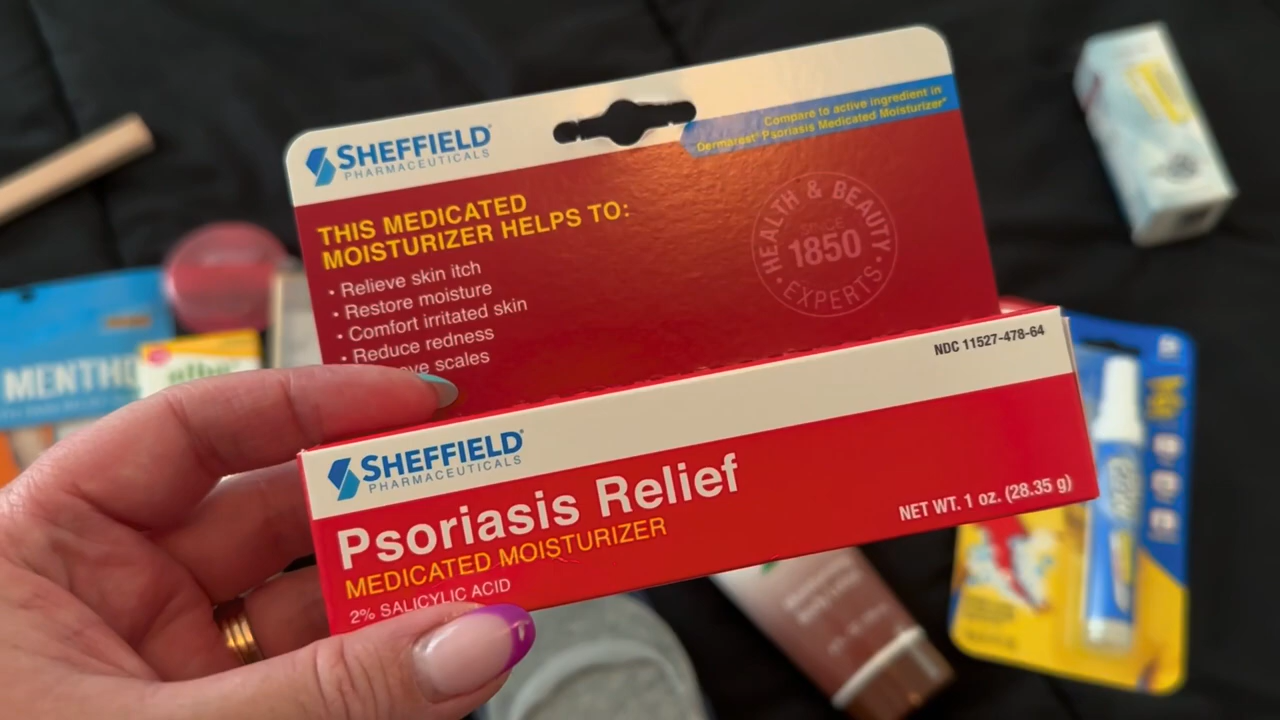 SHEFFIELD®
PHARMACEUTICALS
Compare to active ingredient in
Dermarest® Psoriasis Medicated Moisturizer*
THIS MEDICATED
MOISTURIZER HELPS TO:
• Relieve skin itch
• Restore moisture
• Comfort irritated skin
• Reduce redness
scales
HEALTH & BEAUTY
SINCE
1850
EXPERTS
NDC 11527-478-64
SHEFFIELD®
PHARMACEUTICALS
Psoriasis Relief
MEDICATED MOISTURIZER
2% SALICYLIC ACID
NET WT. 1 oz. (28.35 g)